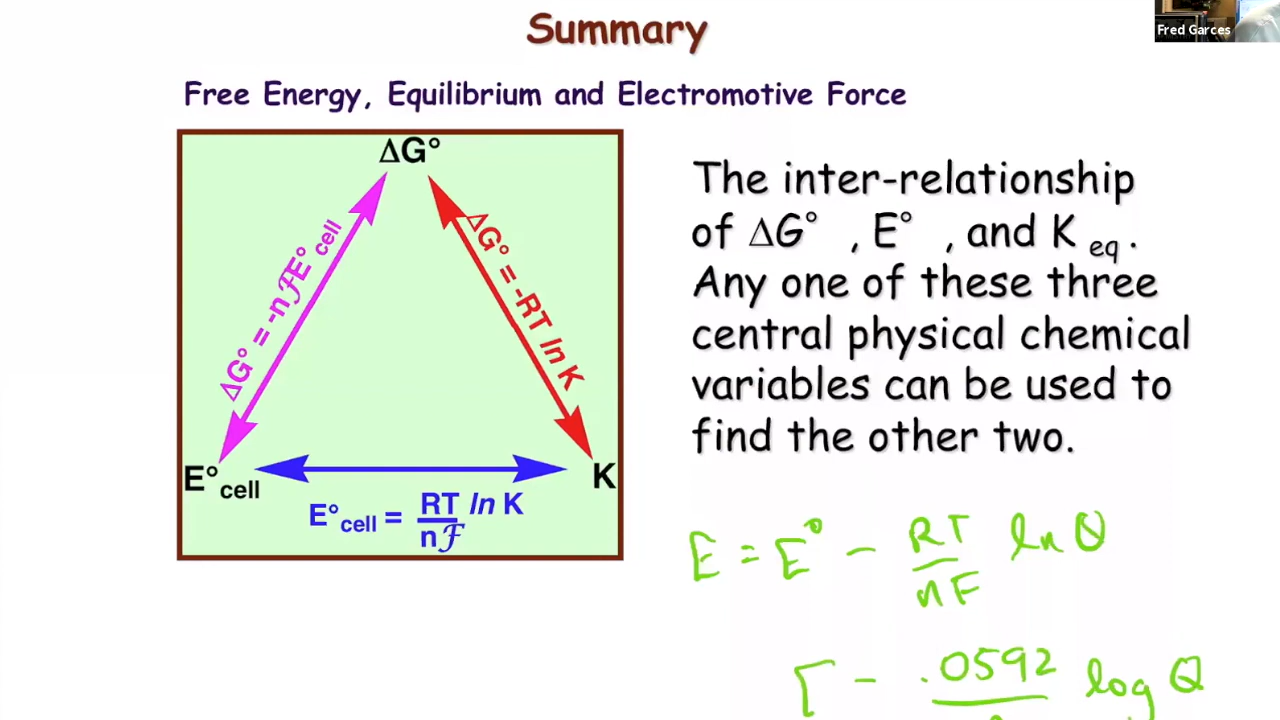 Summary
Fred Garces
Free Energy, Equilibrium and Electromotive Force
ΔG°
ΔG° = -nℱE°cell
ΔG° = -RT ln K
E°cell
K
E°cell = RT/nℱ ln K
The inter-relationship
of ΔG° , E° , and K eq .
Any one of these three
central physical chemical
variables can be used to
find the other two.
E = E° - RT/nF ln Q
- .0592 log Q